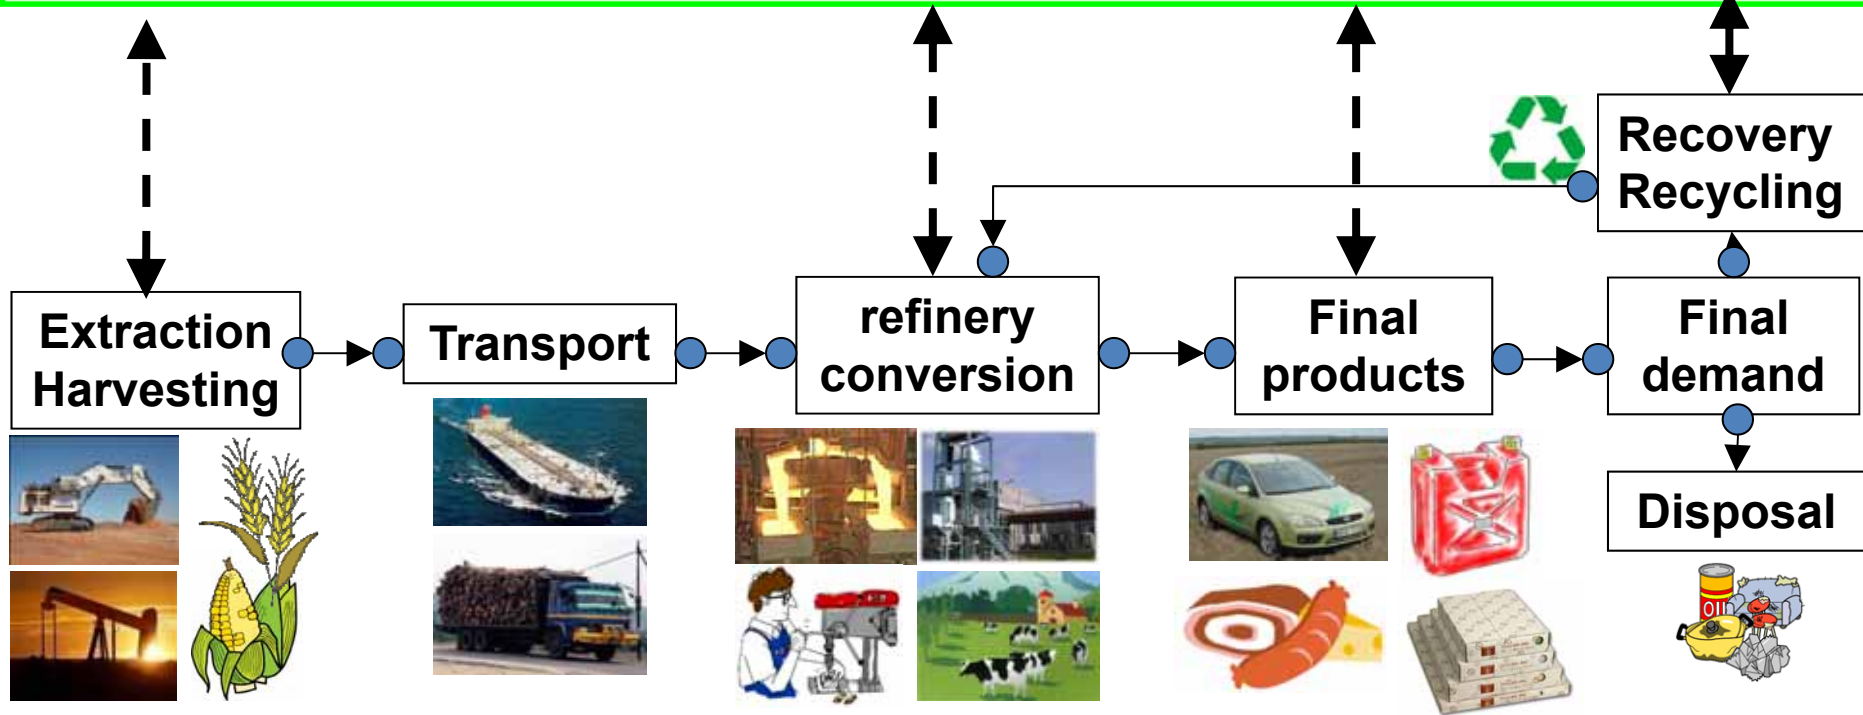 Recovery
Recycling
Extraction
Harvesting
Transport
refinery
conversion
Final
products
Final
demand
Disposal
OIL